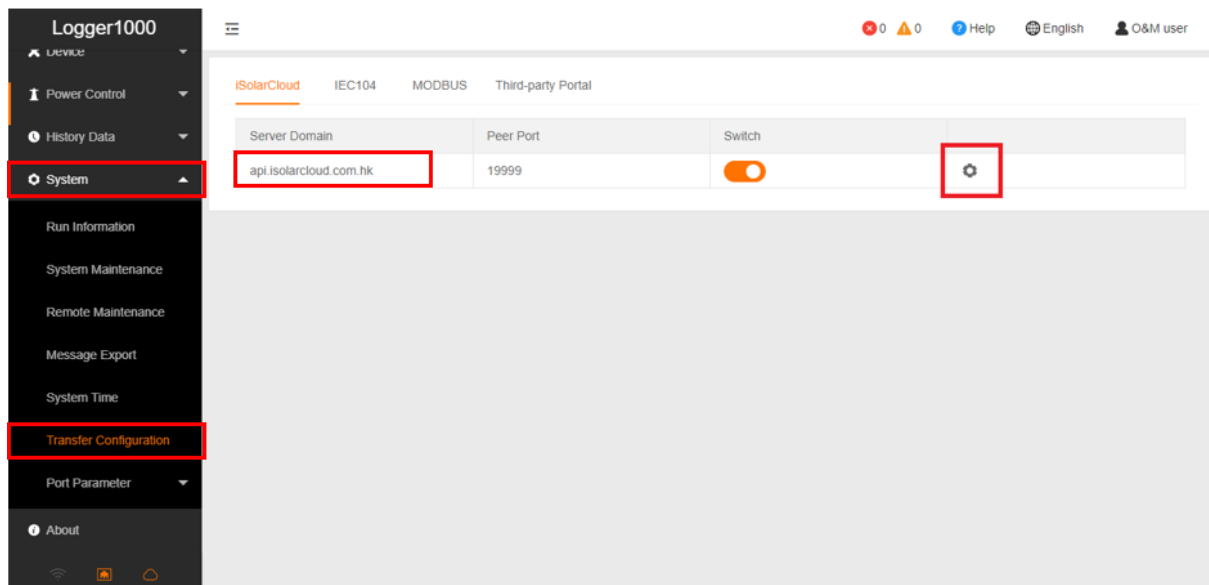 Logger1000
0 0 Help English O&M user
Device
Power Control
History Data
System
Run Information
System Maintenance
Remote Maintenance
Message Export
System Time
Transfer Configuration
Port Parameter
About
iSolarCloud IEC104 MODBUS Third-party Portal
Server Domain Peer Port Switch
api.isolarcloud.com.hk 19999